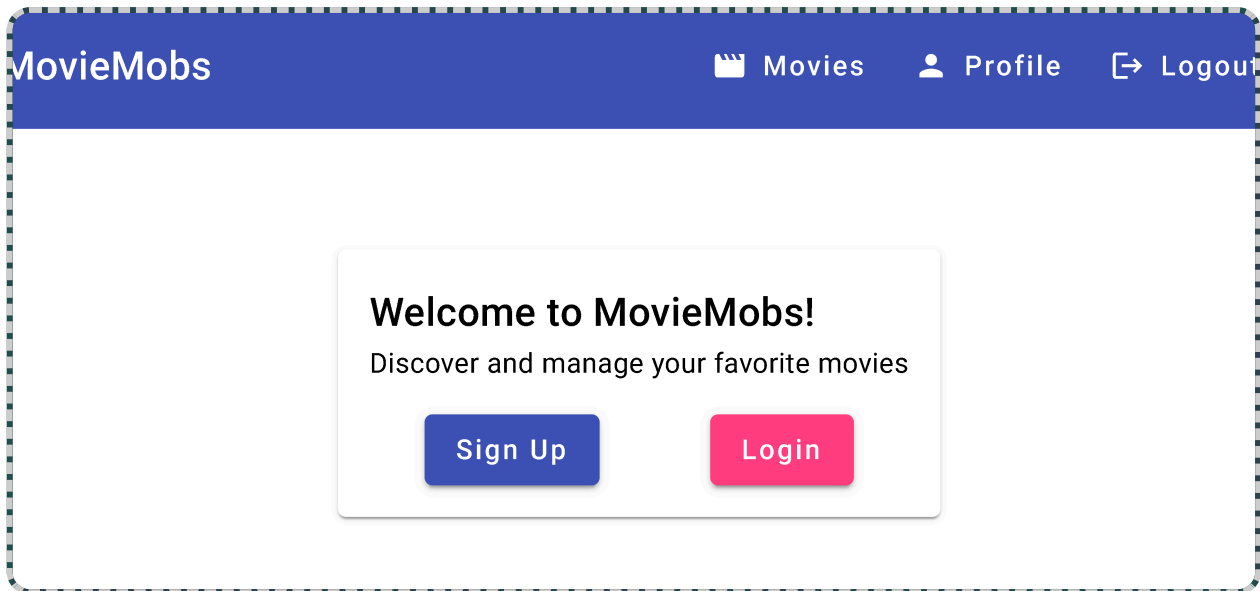 MovieMobs Movies Profile Logout
Welcome to MovieMobs!
Discover and manage your favorite movies
Sign Up Login